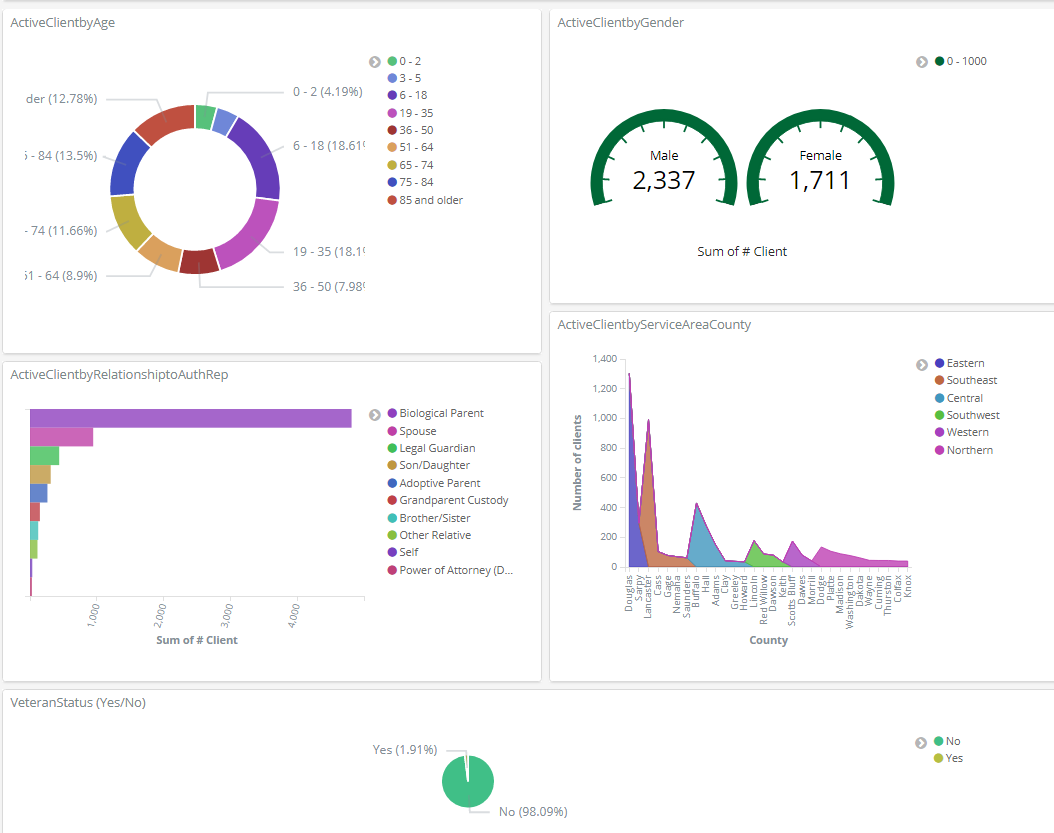 ActiveClientbyAge
0 - 2
3 - 5
6 - 18
19 - 35
36 - 50
51 - 64
65 - 74
75 - 84
85 and older
der (12.78%)
0 - 2 (4.19%)
- 84 (13.5%)
6 - 18 (18.61
- 74 (11.66%)
19 - 35 (18.1
51 - 64 (8.9%)
36 - 50 (7.98
ActiveClientbyGender
0 - 1000
Male
2,337
Female
1,711
Sum of # Client
ActiveClientbyRelationshiptoAuthRep
Biological Parent
Spouse
Legal Guardian
Son/Daughter
Adoptive Parent
Grandparent Custody
Brother/Sister
Other Relative
Self
Power of Attorney (D...
1,000
2,000
3,000
4,000
Sum of # Client
ActiveClientbyServiceAreaCounty
Eastern
Southeast
Central
Southwest
Western
Northern
Number of clients
1,400
1,200
1,000
800
600
400
200
0
Douglas
Sarpy
Lancaster
Cass
Gage
Nemaha
Saunders
Buffalo
Hall
Adams
Clay
Greeley
Howard
Lincoln
Red Willow
Dawson
Keith
Scotts Bluff
Dawes
Morrill
Dodge
Platte
Madison
Washington
Dakota
Wayne
Cuming
Thurston
Colfax
Knox
County
VeteranStatus (Yes/No)
Yes (1.91%)
No (98.09%)
No
Yes